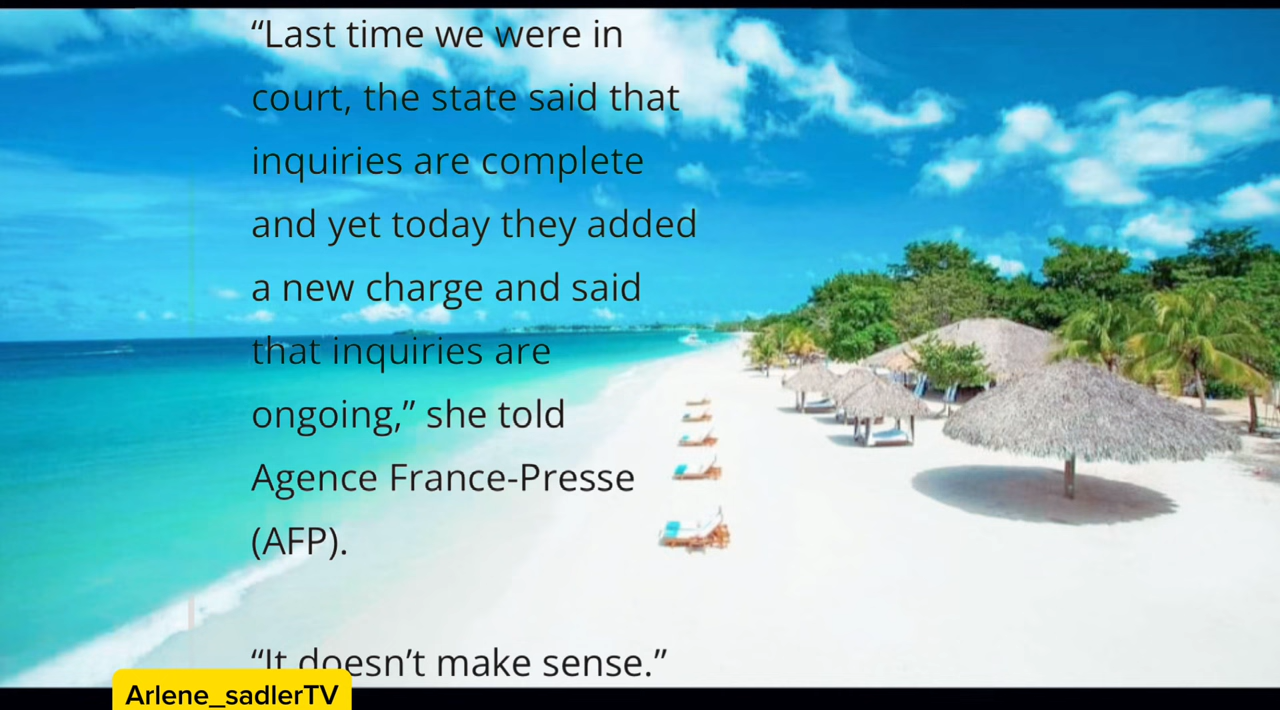 “Last time we were in
court, the state said that
inquiries are complete
and yet today they added
a new charge and said
that inquiries are
ongoing,” she told
Agence France-Presse
(AFP).
“It doesn’t make sense.”
Arlene_sadlerTV